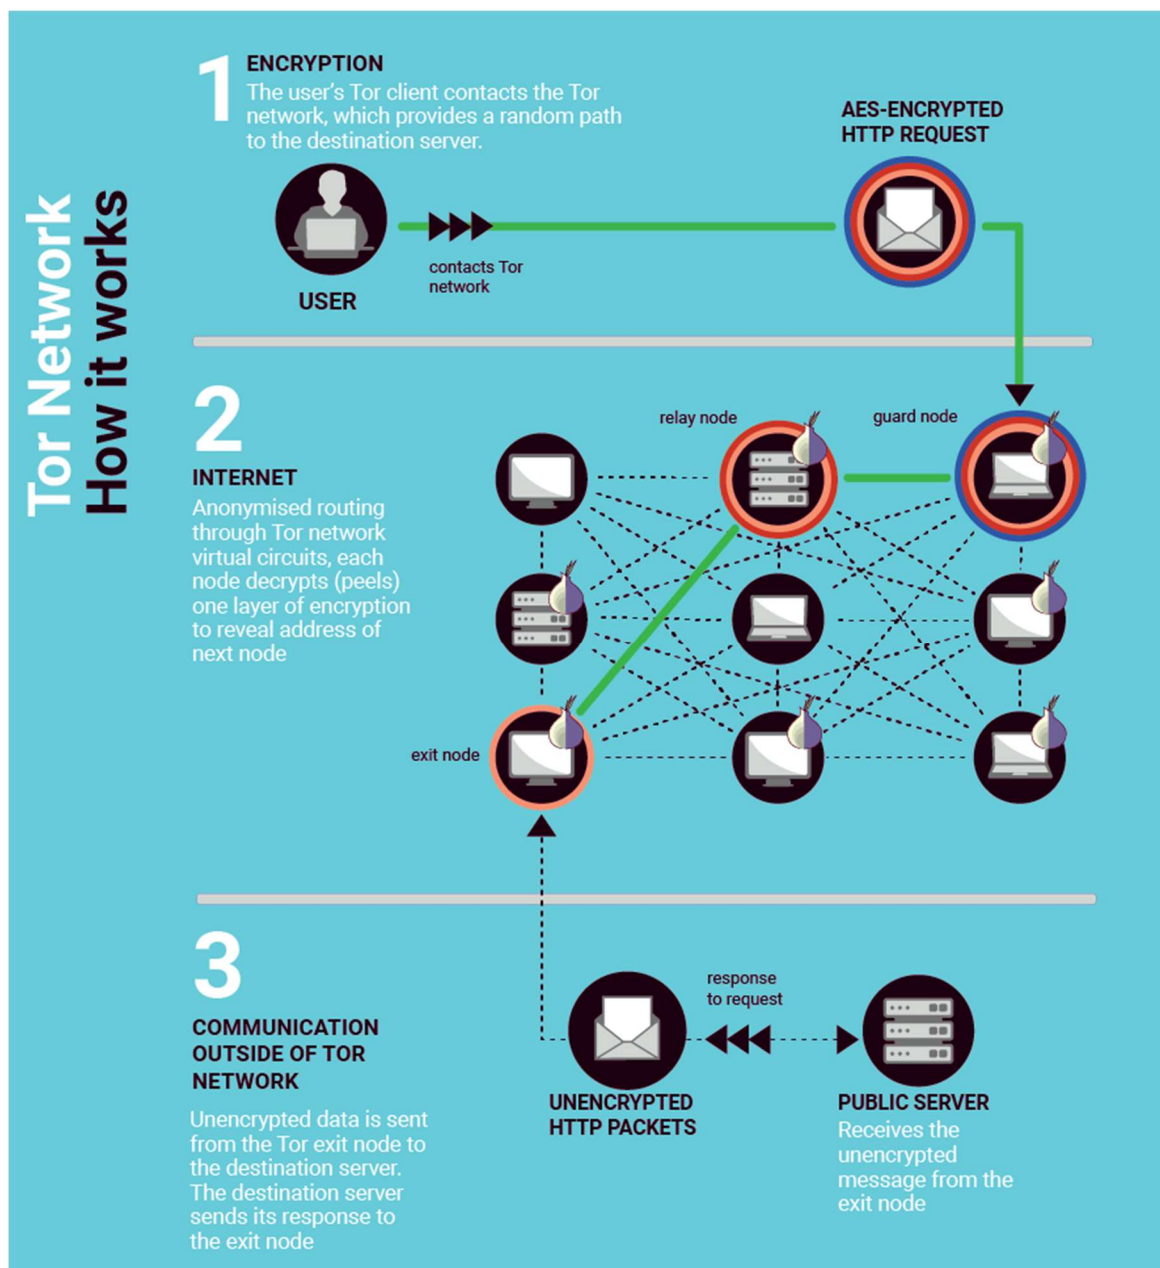 Tor Network
How it works
1
ENCRYPTION
The user's Tor client contacts the Tor
network, which provides a random path
to the destination server.
AES-ENCRYPTED
HTTP REQUEST
contacts Tor
network
USER
2
INTERNET
Anonymised routing
through Tor network
virtual circuits, each
node decrypts (peels)
one layer of encryption
to reveal address of
next node
relay node
guard node
exit node
3
COMMUNICATION
OUTSIDE OF TOR
NETWORK
Unencrypted data is sent
from the Tor exit node to
the destination server.
The destination server
sends its response to
the exit node
response
to request
UNENCRYPTED
HTTP PACKETS
PUBLIC SERVER
Receives the
unencrypted
message from the
exit node